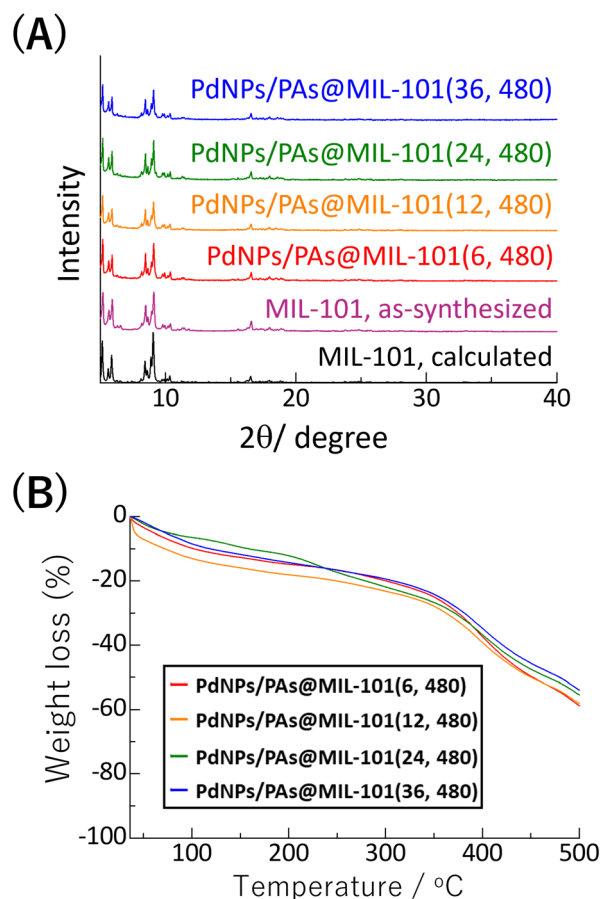 (A)
PdNPs/PAs@MIL-101(36, 480)
PdNPs/PAs@MIL-101(24, 480)
PdNPs/PAs@MIL-101(12, 480)
PdNPs/PAs@MIL-101(6, 480)
MIL-101, as-synthesized
MIL-101, calculated
Intensity
10 20 30 40
2θ/ degree
(B)
0
-20
-40
-60
-80
-100
Weight loss (%)
PdNPs/PAs@MIL-101(6, 480)
PdNPs/PAs@MIL-101(12, 480)
PdNPs/PAs@MIL-101(24, 480)
PdNPs/PAs@MIL-101(36, 480)
100 200 300 400 500
Temperature / ºC